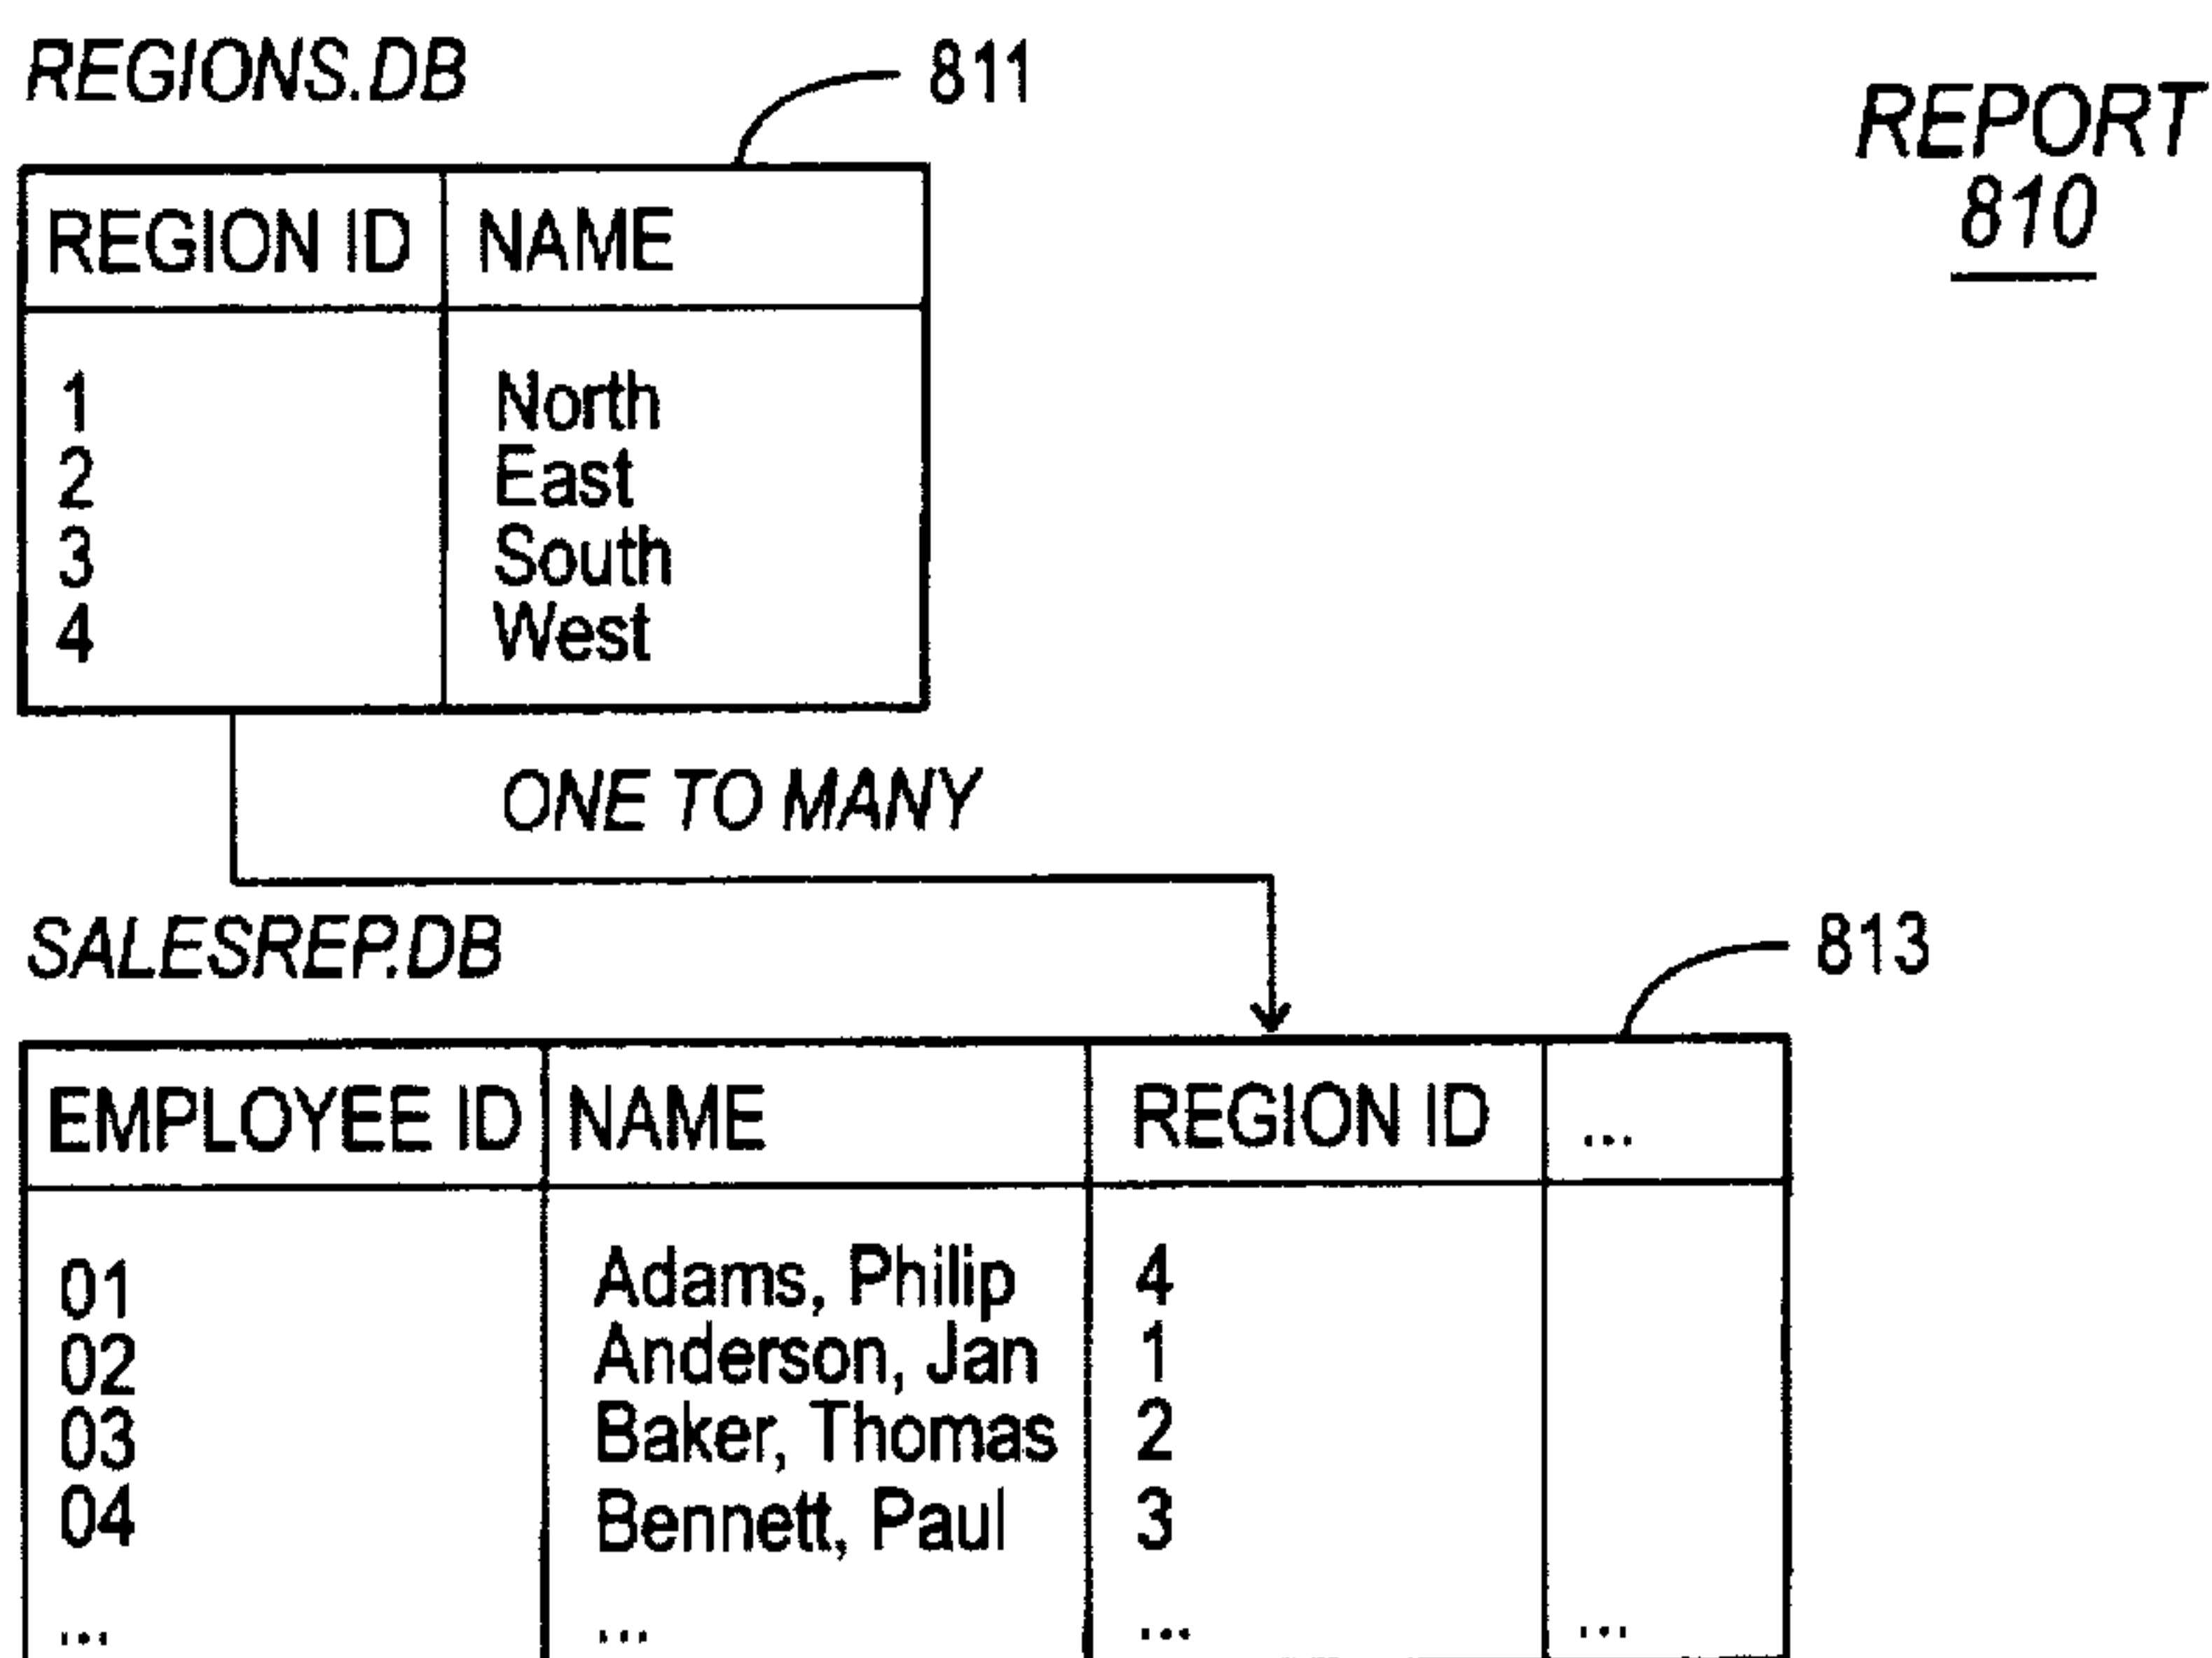 REGIONS.DB
811
REPORT
810
REGION ID NAME
1 North
2 East
3 South
4 West
ONE TO MANY
SALESREP.DB
813
EMPLOYEE ID NAME REGION ID ...
01 Adams, Philip 4
02 Anderson, Jan 1
03 Baker, Thomas 2
04 Bennett, Paul 3
... ... ... ...